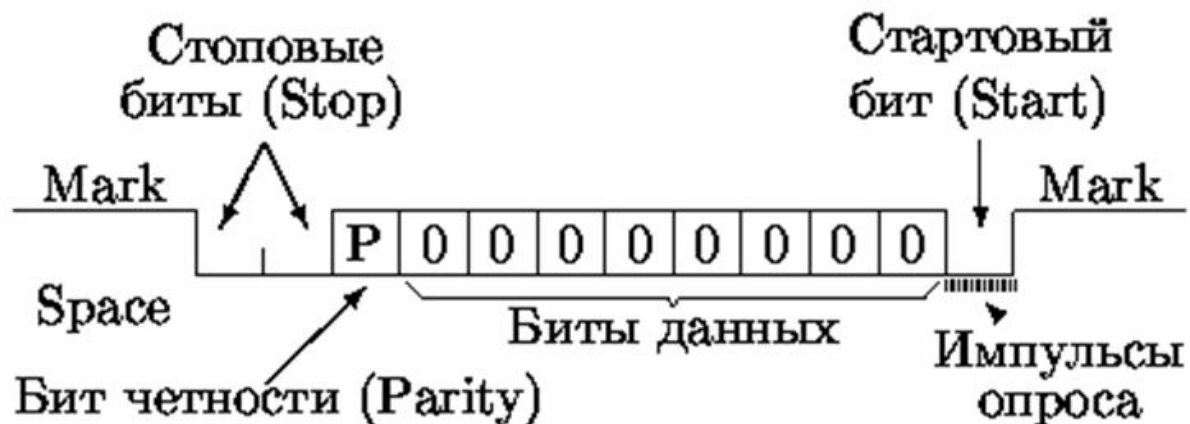 Стоповые
биты (Stop)
Стартовый
бит (Start)
Mark
Mark
P 0 0 0 0 0 0 0 0
Space
Биты данных
Импульсы
опроса
Бит четности (Parity)